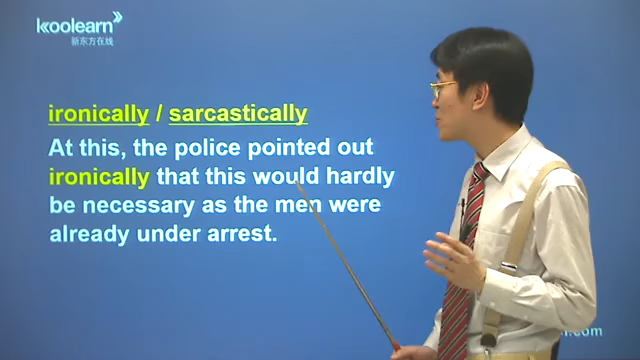 koolearn
新东方在线
ironically / sarcastically
At this, the police pointed out
ironically that this would hardly
be necessary as the men were
already under arrest.
.com